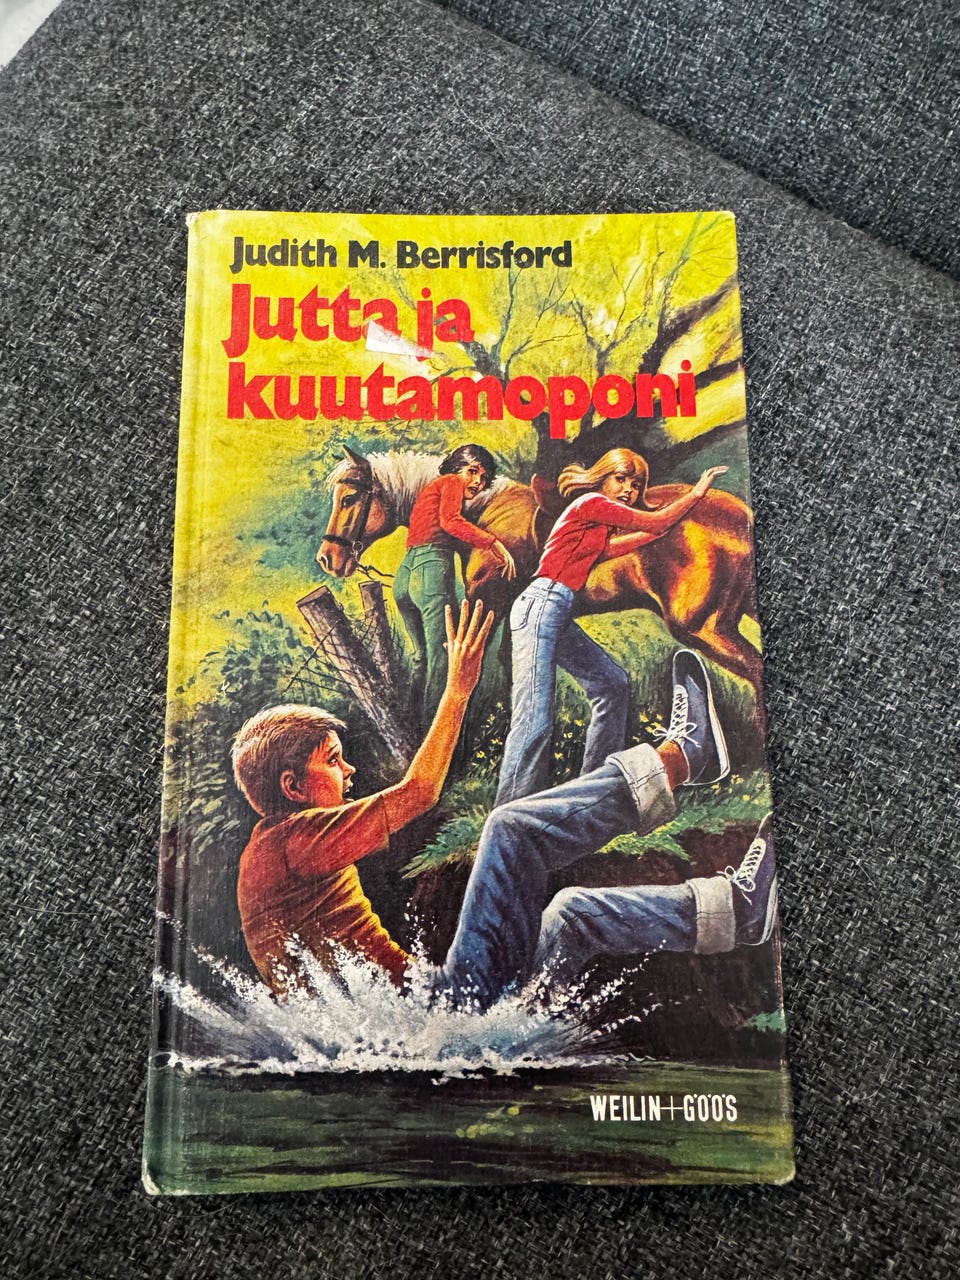 Judith M. Berrisford
Jutta ja
kuutamoponi
WEILIN+GÖÖS